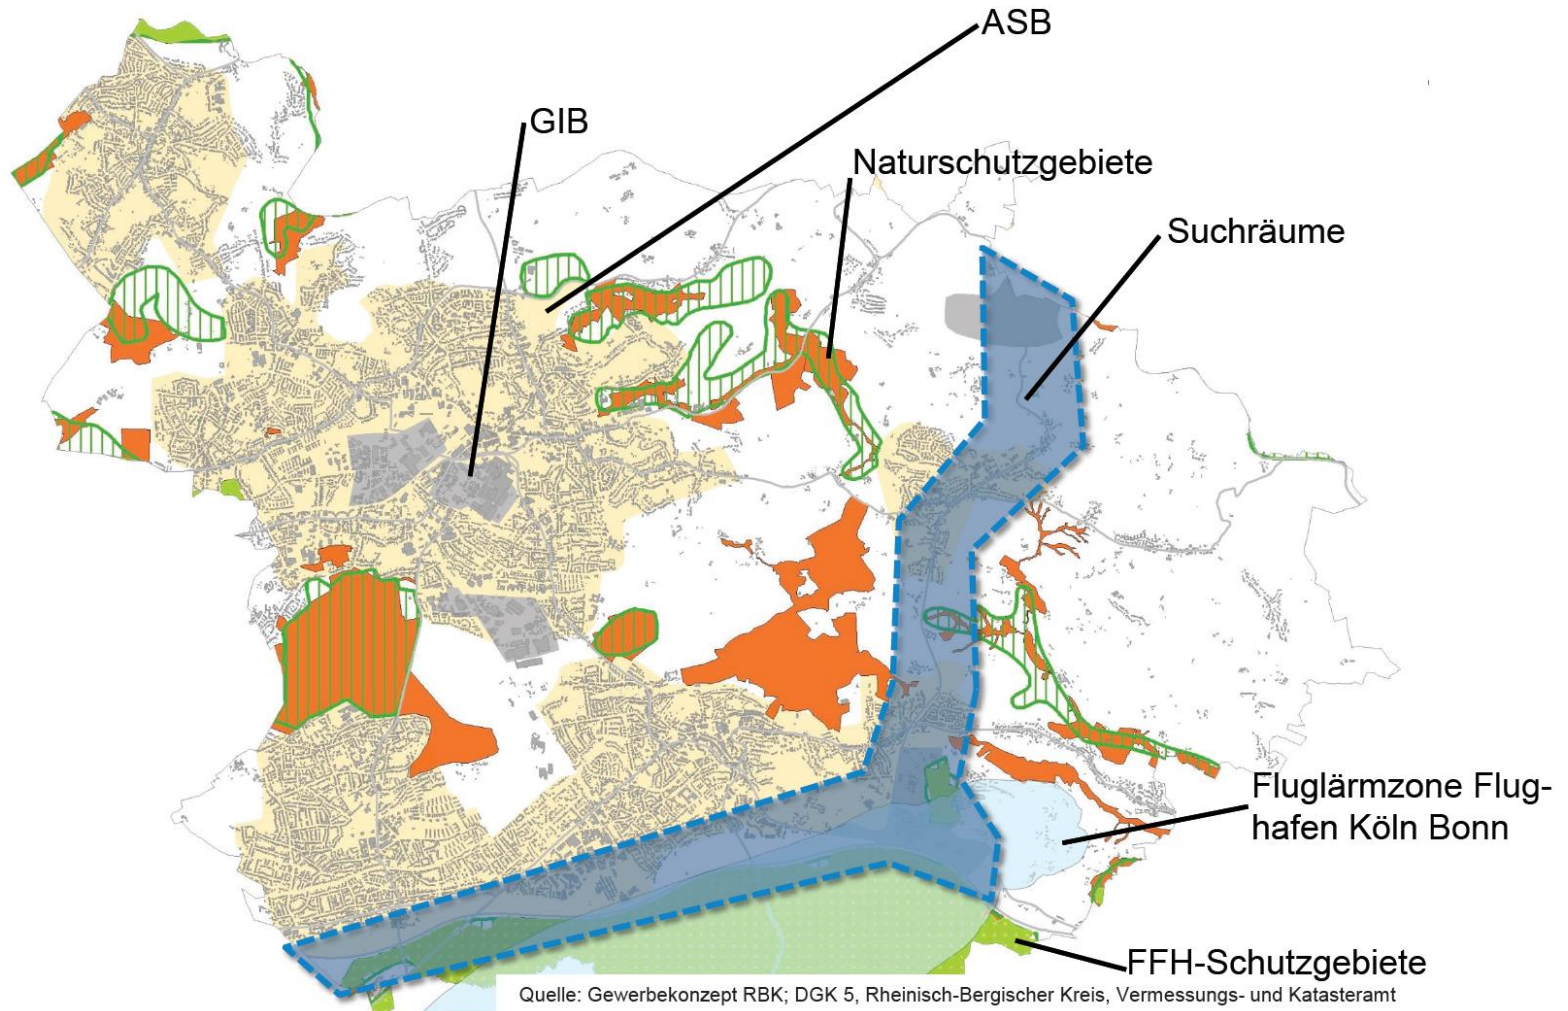 ASB
GIB
Naturschutzgebiete
Suchräume
Fluglärmzone Flug-
hafen Köln Bonn
FFH-Schutzgebiete
Quelle: Gewerbekonzept RBK; DGK 5, Rheinisch-Bergischer Kreis, Vermessungs- und Katasteramt